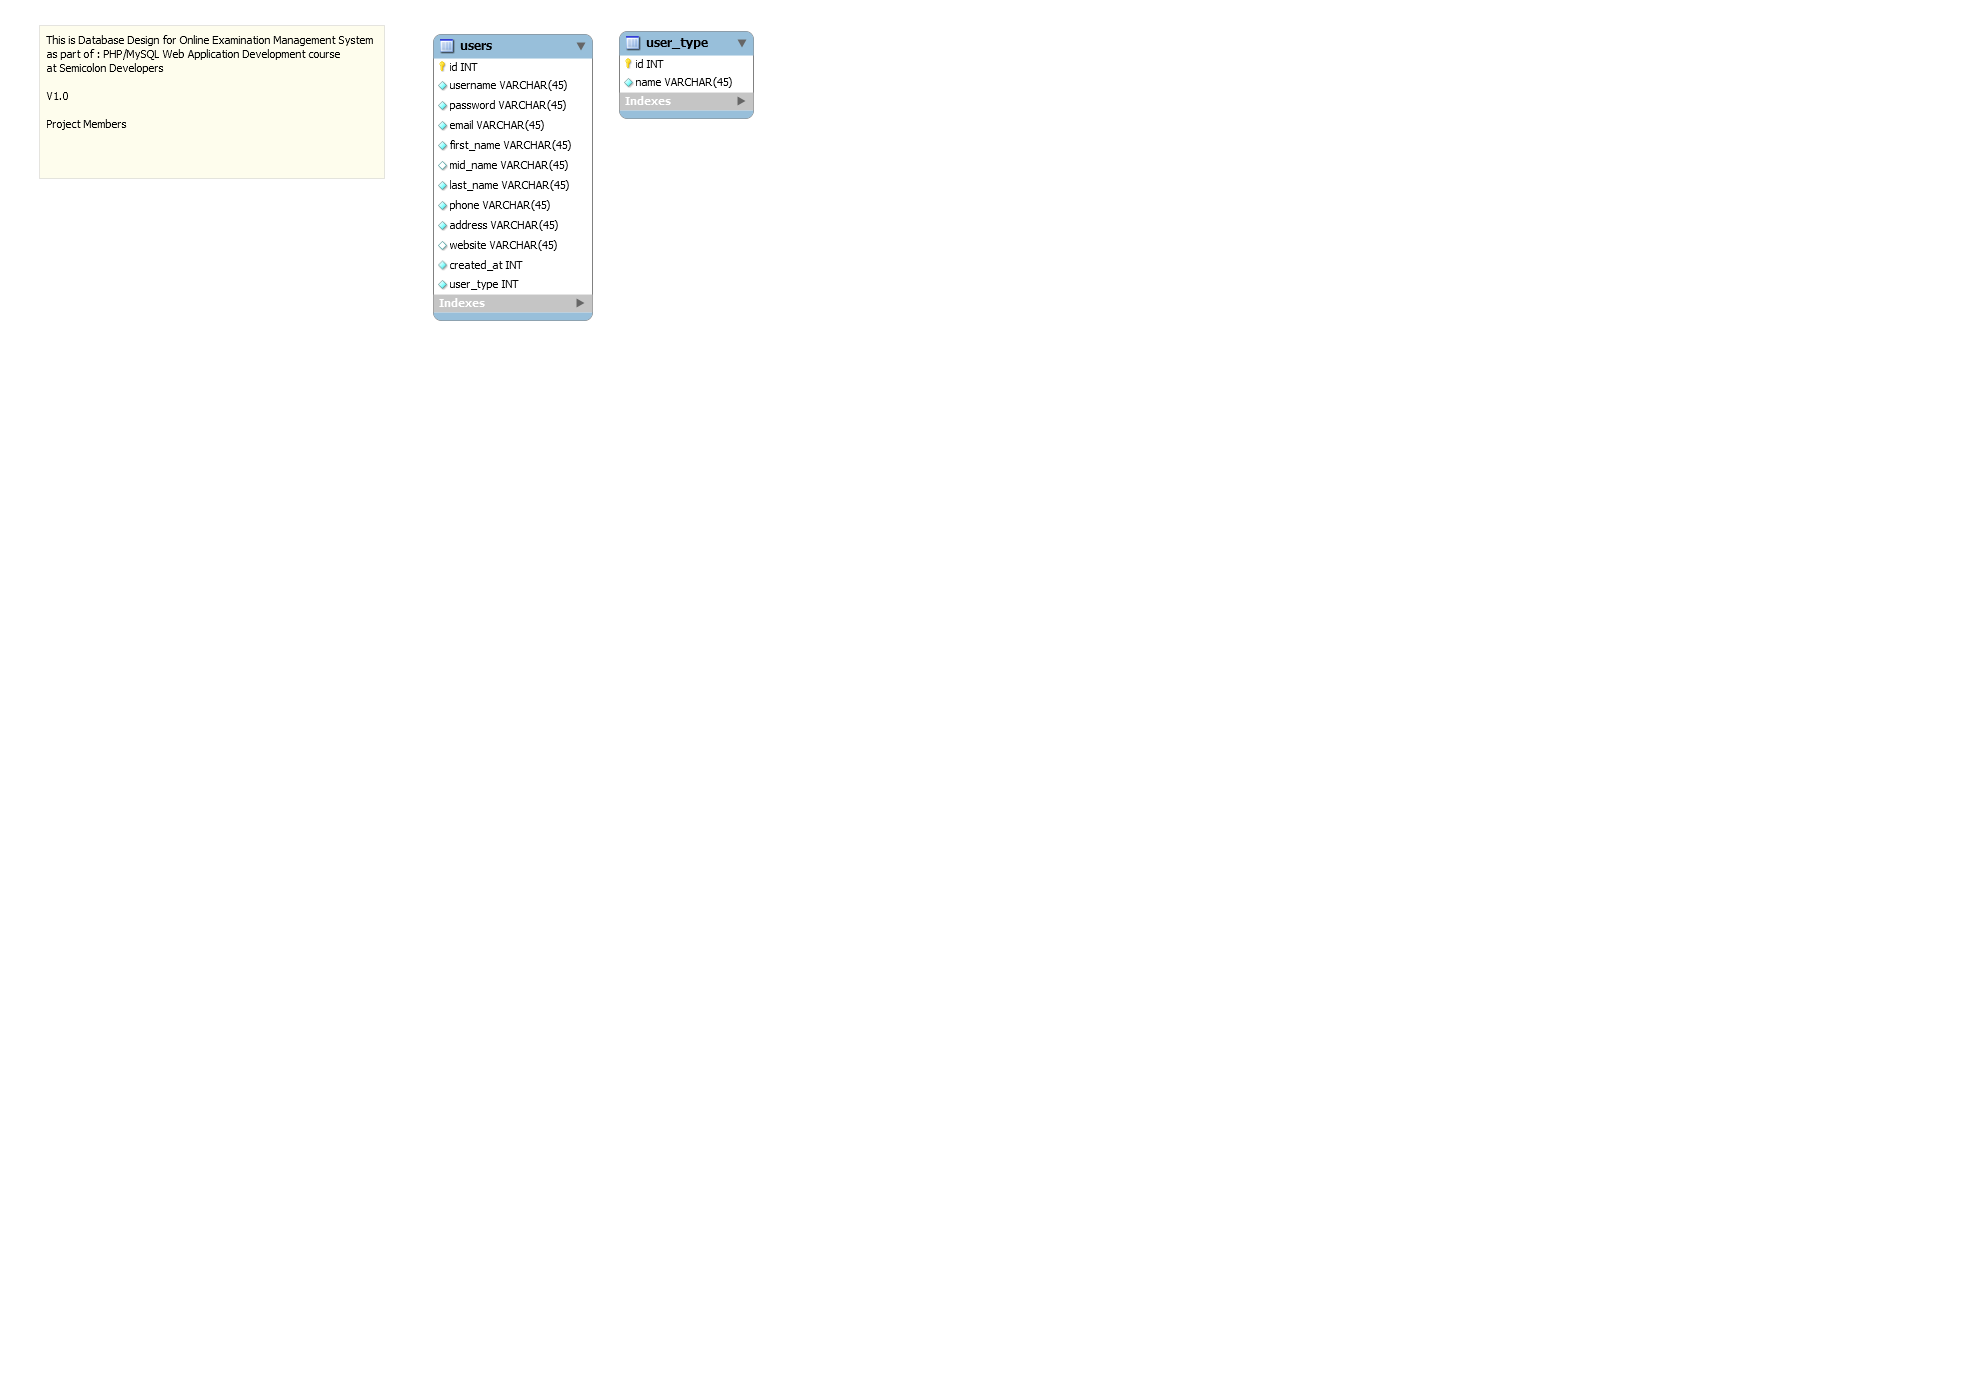 This is Database Design for Online Examination Management System
as part of : PHP/MySQL Web Application Development course
at Semicolon Developers
V1.0
Project Members
users
id INT
username VARCHAR(45)
password VARCHAR(45)
email VARCHAR(45)
first_name VARCHAR(45)
mid_name VARCHAR(45)
last_name VARCHAR(45)
phone VARCHAR(45)
address VARCHAR(45)
website VARCHAR(45)
created_at INT
user_type INT
Indexes
user_type
id INT
name VARCHAR(45)
Indexes